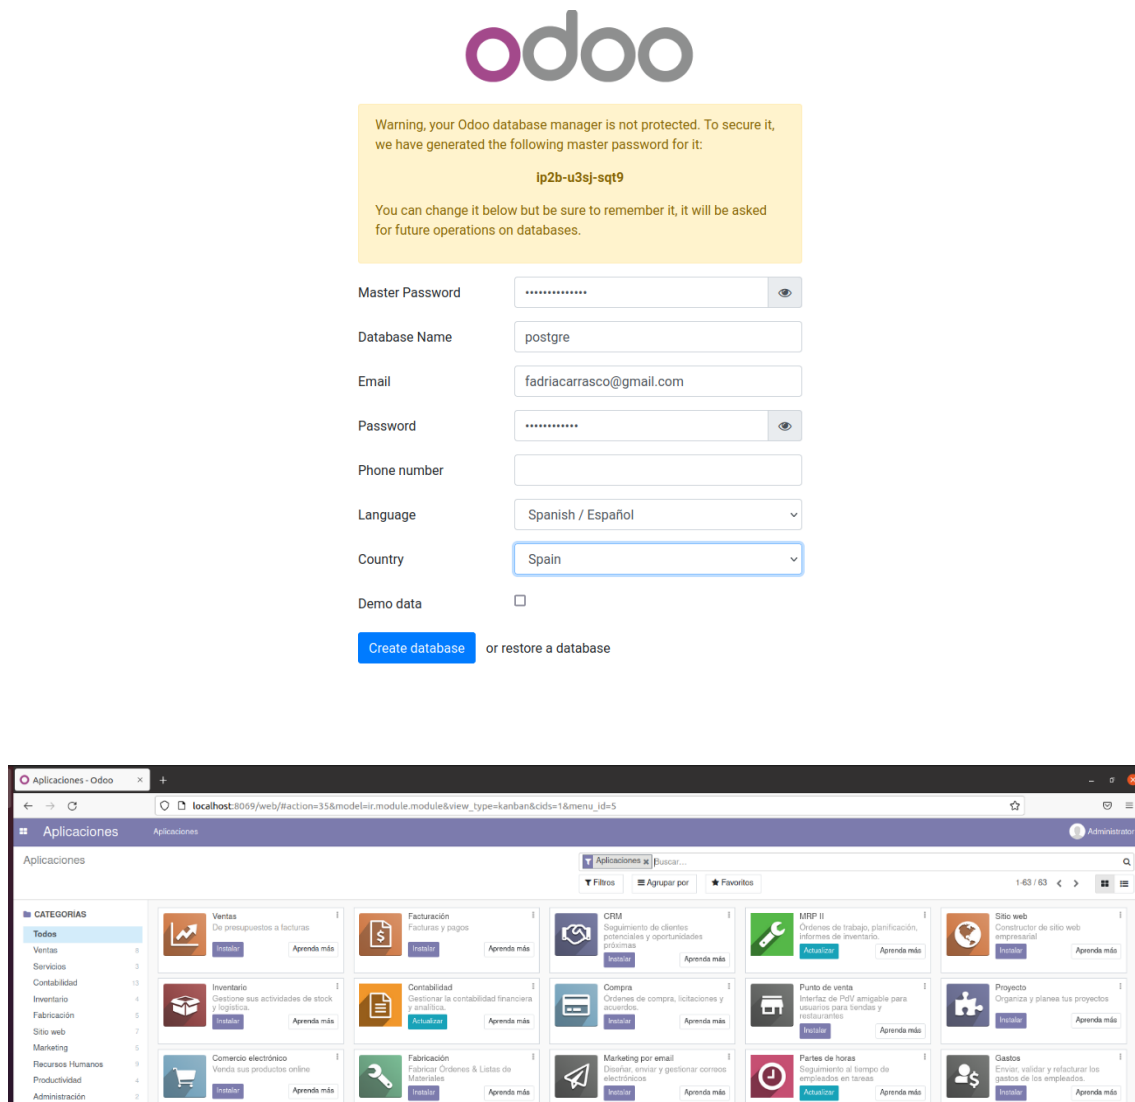 odoo
Warning, your Odoo database manager is not protected. To secure it,
we have generated the following master password for it:
ip2b-u3sj-sqt9
You can change it below but be sure to remember it, it will be asked
for future operations on databases.
Master Password ••••••••••••••
Database Name postgre
Email fadriacarrasco@gmail.com
Password ••••••••••••
Phone number
Language Spanish / Español
Country Spain
Demo data
Create database or restore a database
Aplicaciones - Odoo × +
localhost:8069/web/#action=35&model=ir.module.module&view_type=kanban&cids=1&menu_id=5
Aplicaciones Aplicaciones Administrator
Aplicaciones
Aplicaciones × Buscar...
Filtros Agrupar por Favoritos 1-63 / 63
CATEGORÍAS
Todos
Ventas 8
Servicios 5
Contabilidad 13
Inventario 4
Fabricación 8
Sitio web 7
Marketing 5
Recursos Humanos 9
Productividad 4
Administración 2
Ventas
De presupuestos a facturas
Instalar Aprenda más
Facturación
Facturas y pagos
Instalar Aprenda más
CRM
Seguimiento de clientes
potenciales y oportunidades
próximas
Instalar Aprenda más
MRP II
Órdenes de trabajo, planificación,
informes de inventario.
Actualizar Aprenda más
Sitio web
Constructor de sitio web
empresarial
Instalar Aprenda más
Inventario
Gestione sus actividades de stock
y logística.
Instalar Aprenda más
Contabilidad
Gestionar la contabilidad financiera
y analítica.
Actualizar Aprenda más
Compra
Órdenes de compra, licitaciones y
acuerdos.
Instalar Aprenda más
Punto de venta
Interfaz de PdV amigable para
usuarios para tiendas y
restaurantes
Instalar Aprenda más
Proyecto
Organiza y planea tus proyectos
Instalar Aprenda más
Comercio electrónico
Venda sus productos online
Instalar Aprenda más
Fabricación
Fabricar Órdenes & Listas de
Materiales
Instalar Aprenda más
Marketing por email
Diseñar, enviar y gestionar correos
electrónicos
Instalar Aprenda más
Partes de horas
Seguimiento al tiempo de
empleados en tareas
Actualizar Aprenda más
Gastos
Enviar, validar y refacturar los
gastos de los empleados.
Instalar Aprenda más